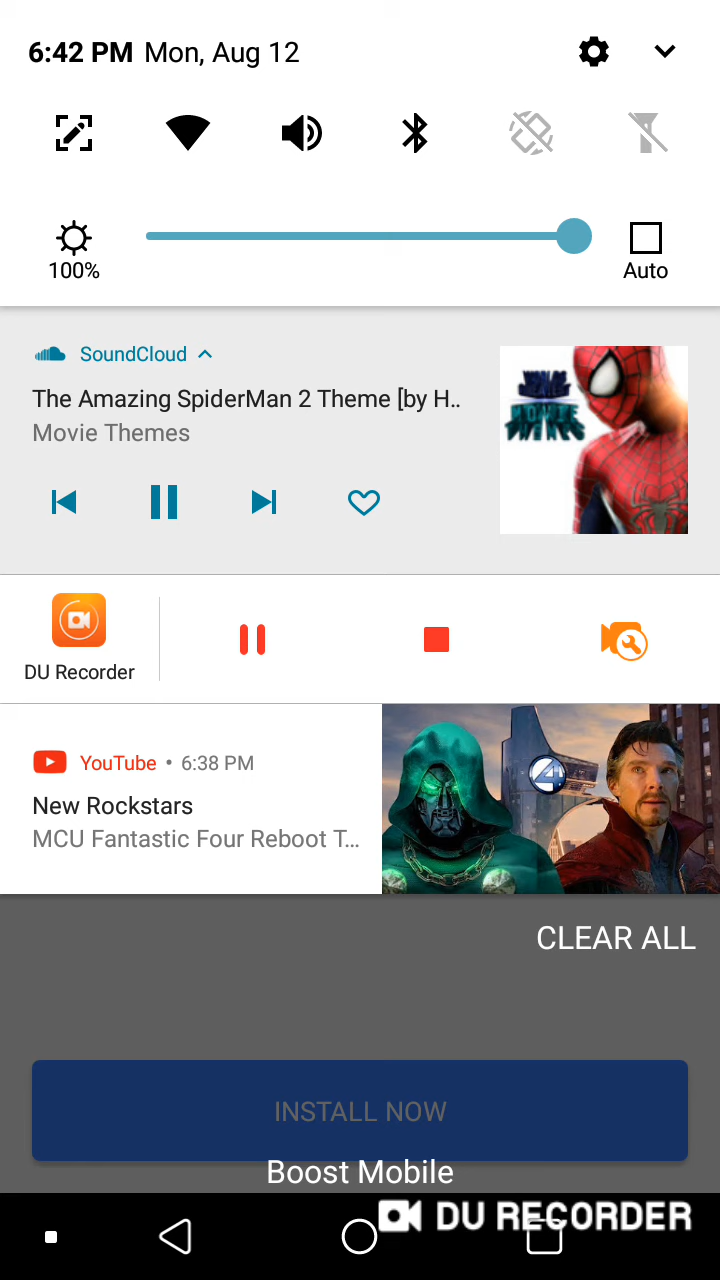 6:42 PM Mon, Aug 12
100%
Auto
SoundCloud
The Amazing SpiderMan 2 Theme [by H..
Movie Themes
DU Recorder
YouTube • 6:38 PM
New Rockstars
MCU Fantastic Four Reboot T...
4
CLEAR ALL
INSTALL NOW
Boost Mobile
DU RECORDER